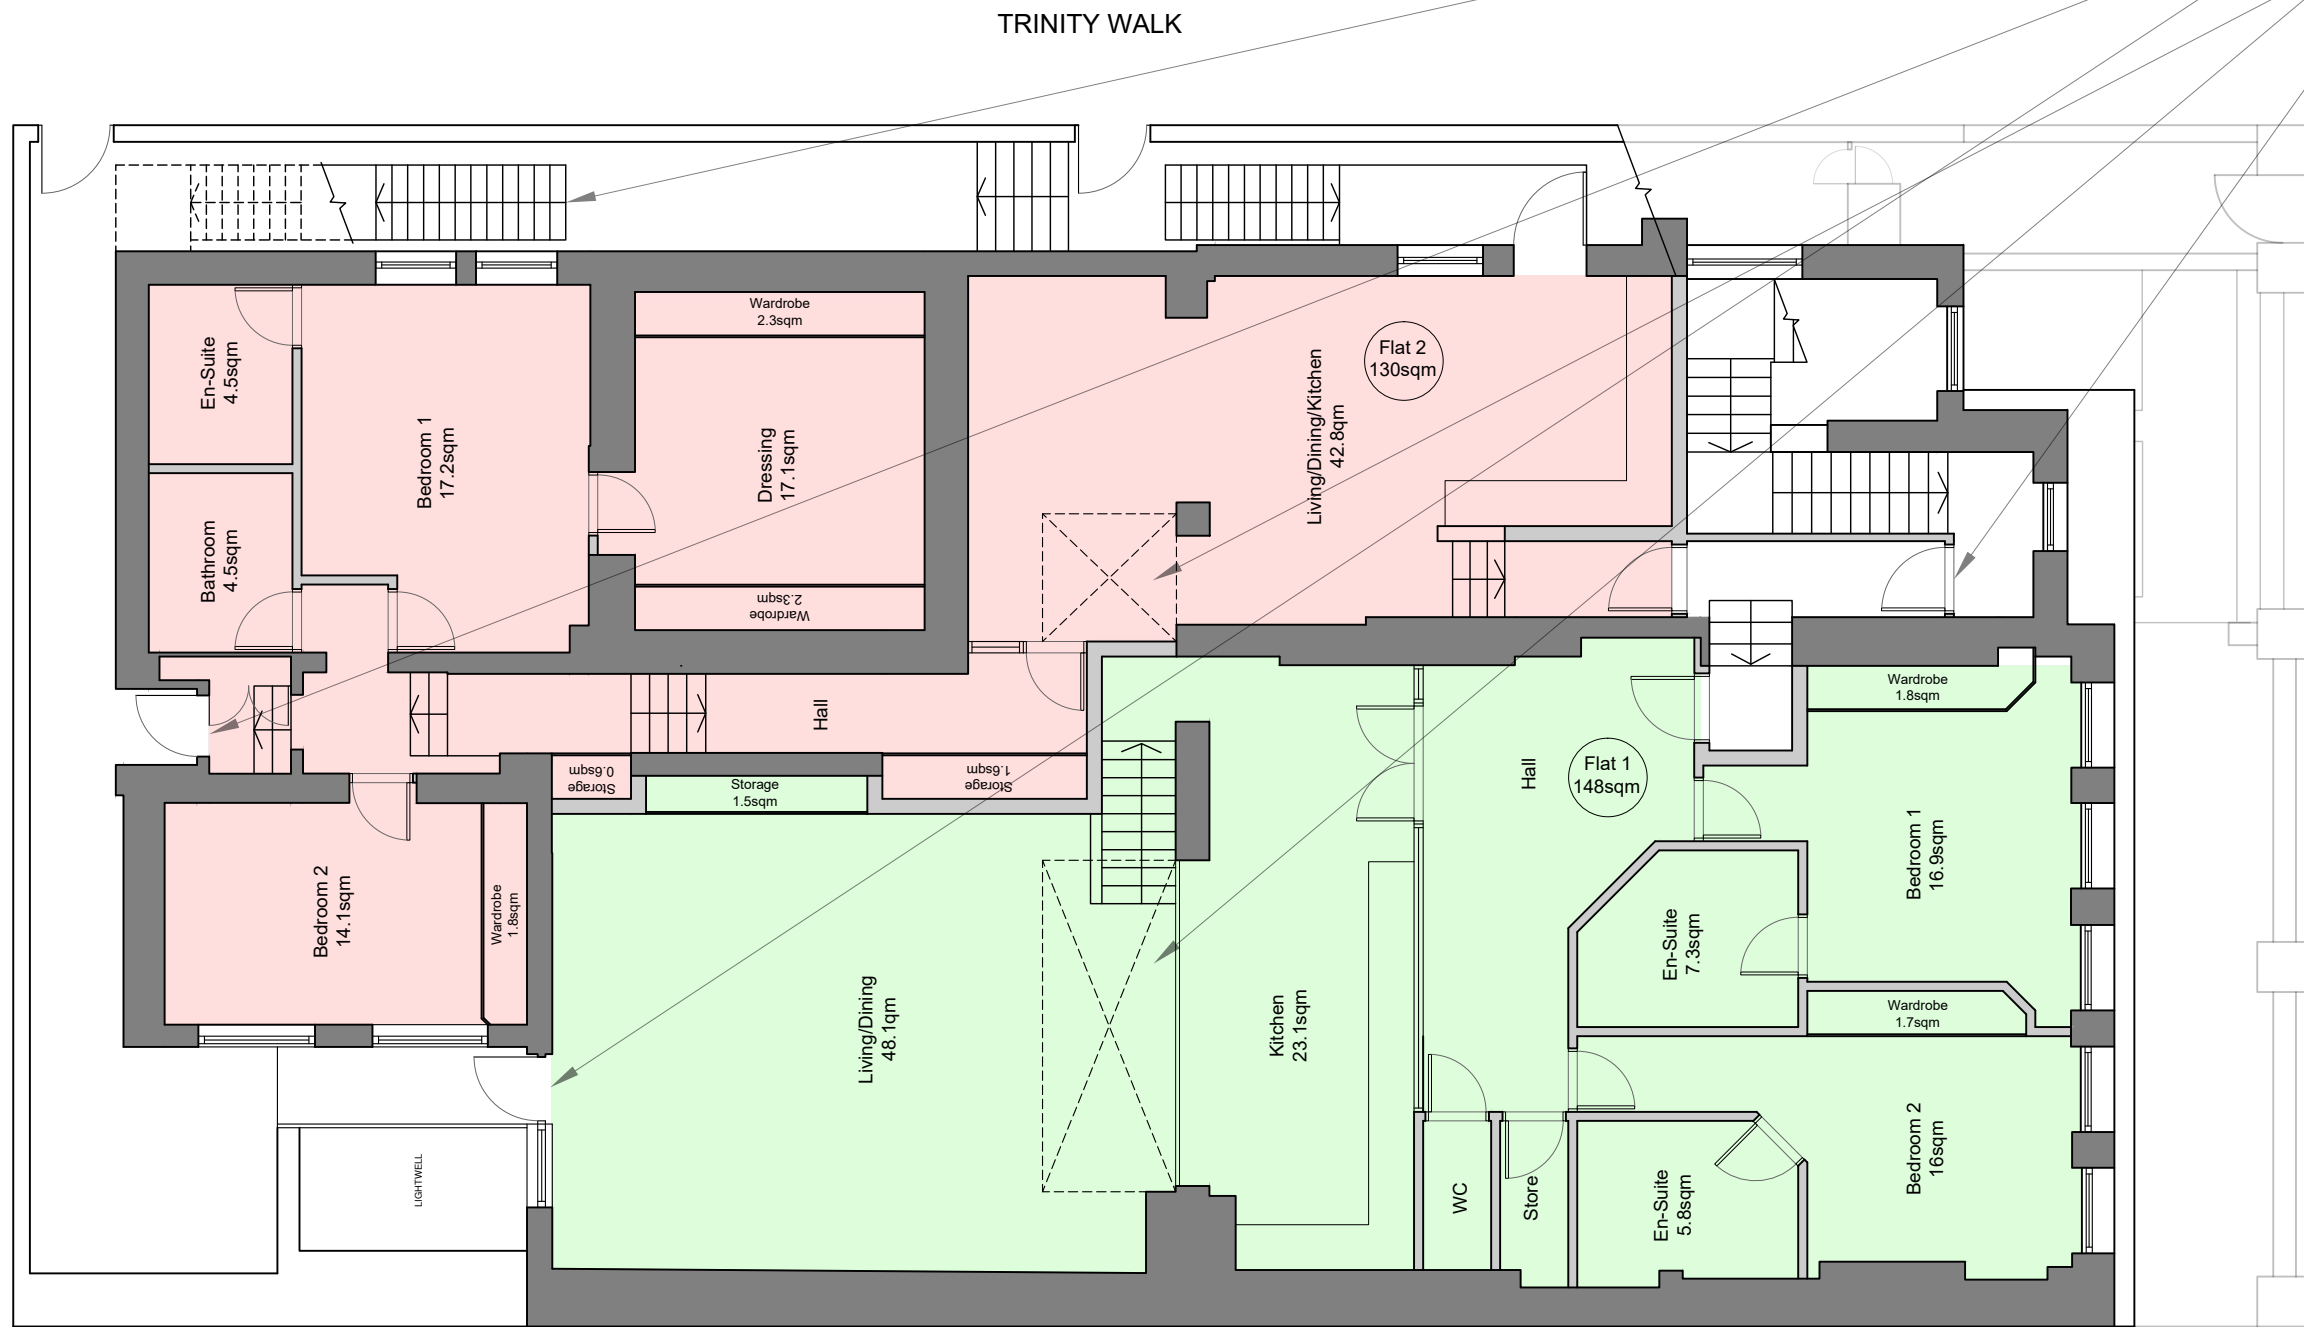 TRINITY WALK
Wardrobe
2.3sqm
Flat 2
130sqm
En-Suite
4.5sqm
Bedroom 1
17.2sqm
Dressing
17.1sqm
Living/Dining/Kitchen
42.8qm
Bathroom
4.5sqm
Wardrobe
2.3sqm
Hall
Storage
0.6sqm
Storage
1.5sqm
Storage
1.6sqm
Hall
Flat 1
148sqm
Wardrobe
1.8sqm
Bedroom 2
14.1sqm
Wardrobe
1.8sqm
Bedroom 1
16.9sqm
En-Suite
7.3sqm
Living/Dining
48.1qm
Kitchen
23.1sqm
Wardrobe
1.7sqm
LIGHTWELL
WC
Store
En-Suite
5.8sqm
Bedroom 2
16sqm